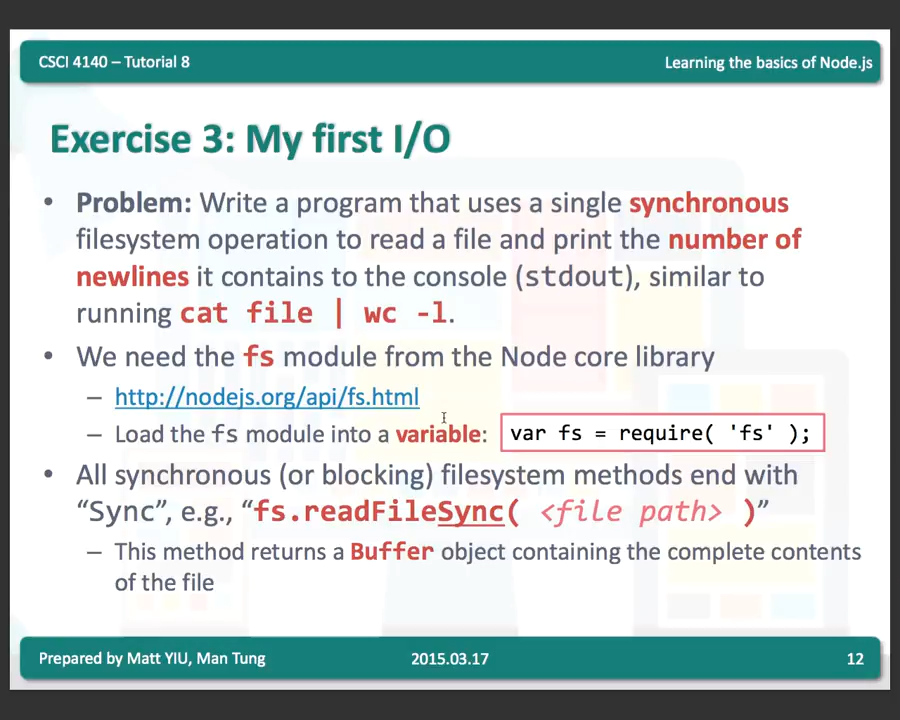 CSCI 4140 – Tutorial 8
Learning the basics of Node.js
Exercise 3: My first I/O
• Problem: Write a program that uses a single synchronous
filesystem operation to read a file and print the number of
newlines it contains to the console (stdout), similar to
running cat file | wc -l.
• We need the fs module from the Node core library
– http://nodejs.org/api/fs.html
– Load the fs module into a variable: var fs = require( 'fs' );
• All synchronous (or blocking) filesystem methods end with
“Sync”, e.g., “fs.readFileSync( <file path> )”
– This method returns a Buffer object containing the complete contents
of the file
Prepared by Matt YIU, Man Tung
2015.03.17
12